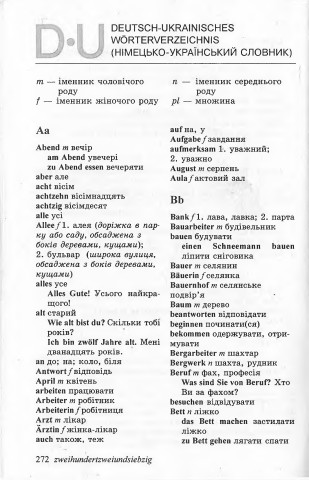 D·U
DEUTSCH-UKRAINISCHES
WÖRTERVERZEICHNIS
(НІМЕЦЬКО-УКРАЇНСЬКИЙ СЛОВНИК)
m — іменник чоловічого
роду
f — іменник жіночого роду
n — іменник середнього
роду
pl — множина
Aa
Abend m вечір
am Abend увечері
zu Abend essen вечеряти
aber але
acht вісім
achtzehn вісімнадцять
achtzig вісімдесят
alle усі
Allee f 1. алея (доріжка в пар-
ку або саду, обсаджена з
боків деревами, кущами);
2. бульвар (широка вулиця,
обсаджена з боків деревами,
кущами)
alles усе
Alles Gute! Усього найкра-
щого!
alt старий
Wie alt bist du? Скільки тобі
років?
Ich bin zwölf Jahre alt. Мені
дванадцять років.
an до; на; коло, біля
Antwort f відповідь
April m квітень
arbeiten працювати
Arbeiter m робітник
Arbeiterin f робітниця
Arzt m лікар
Ärztin f жінка-лікар
auch також, теж
auf на, у
Aufgabe f завдання
aufmerksam 1. уважний;
2. уважно
August m серпень
Aula f актовий зал
Bb
Bank f 1. лава, лавка; 2. парта
Bauarbeiter m будівельник
bauen будувати
einen Schneemann bauen
ліпити сніговика
Bauer m селянин
Bäuerin f селянка
Bauernhof m селянське
подвір'я
Baum m дерево
beantworten відповідати
beginnen починати(ся)
bekommen одержувати, отри-
мувати
Bergarbeiter m шахтар
Bergwerk n шахта, рудник
Beruf m фах, професія
Was sind Sie von Beruf? Хто
Ви за фахом?
besuchen відвідувати
Bett n ліжко
das Bett machen застилати
ліжко
zu Bett gehen лягати спати
272 zweihundertzweiundsiebzig